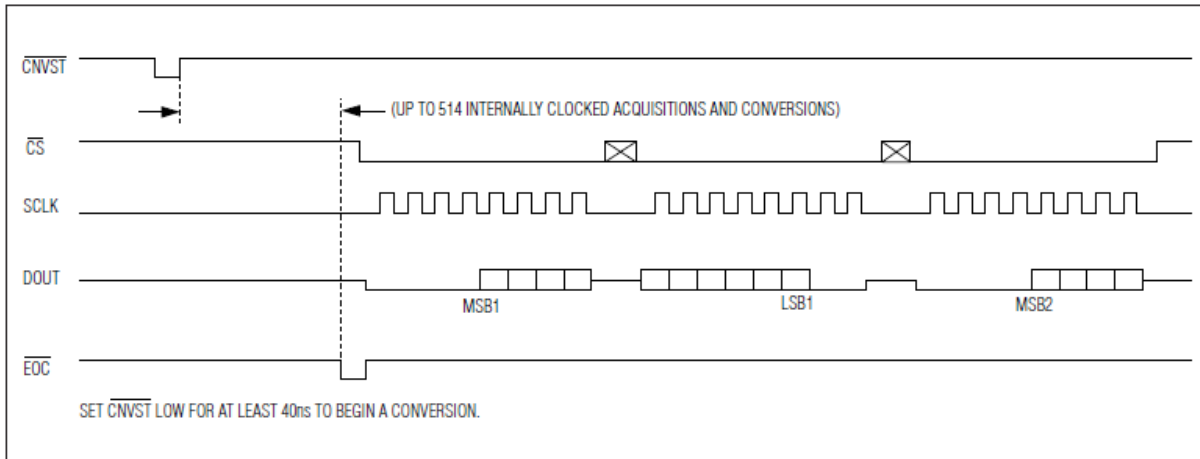 CNVST
(UP TO 514 INTERNALLY CLOCKED ACQUISITIONS AND CONVERSIONS)
CS
SCLK
DOUT
MSB1
LSB1
MSB2
EOC
SET CNVST LOW FOR AT LEAST 40ns TO BEGIN A CONVERSION.